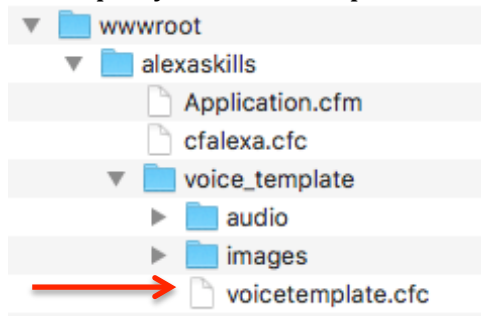 wwwroot
alexaskills
Application.cfm
cfalexa.cfc
voice_template
audio
images
voicetemplate.cfc